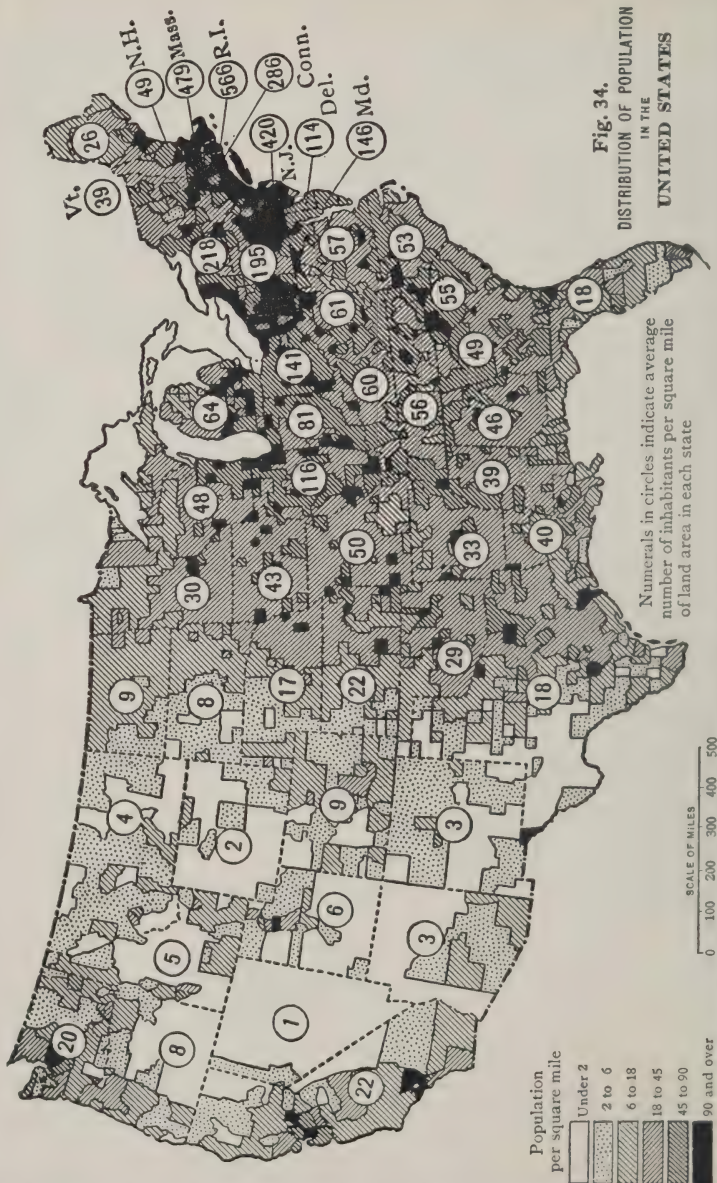 Fig. 34.
DISTRIBUTION OF POPULATION
IN THE
UNITED STATES
Vt.
39
26
49 N.H.
479 Mass.
566 R.I.
286 Conn.
420 N.J.
114 Del.
146 Md.
218
195
57
61
53
55
18
64
141
81
60
56
49
46
48
116
39
30
43
50
33
40
9
8
17
22
29
18
4
2
9
3
5
6
3
20
8
1
22
Numerals in circles indicate average
number of inhabitants per square mile
of land area in each state
SCALE OF MILES
0 100 200 300 400 500
Population
per square mile
Under 2
2 to 6
6 to 18
18 to 45
45 to 90
90 and over